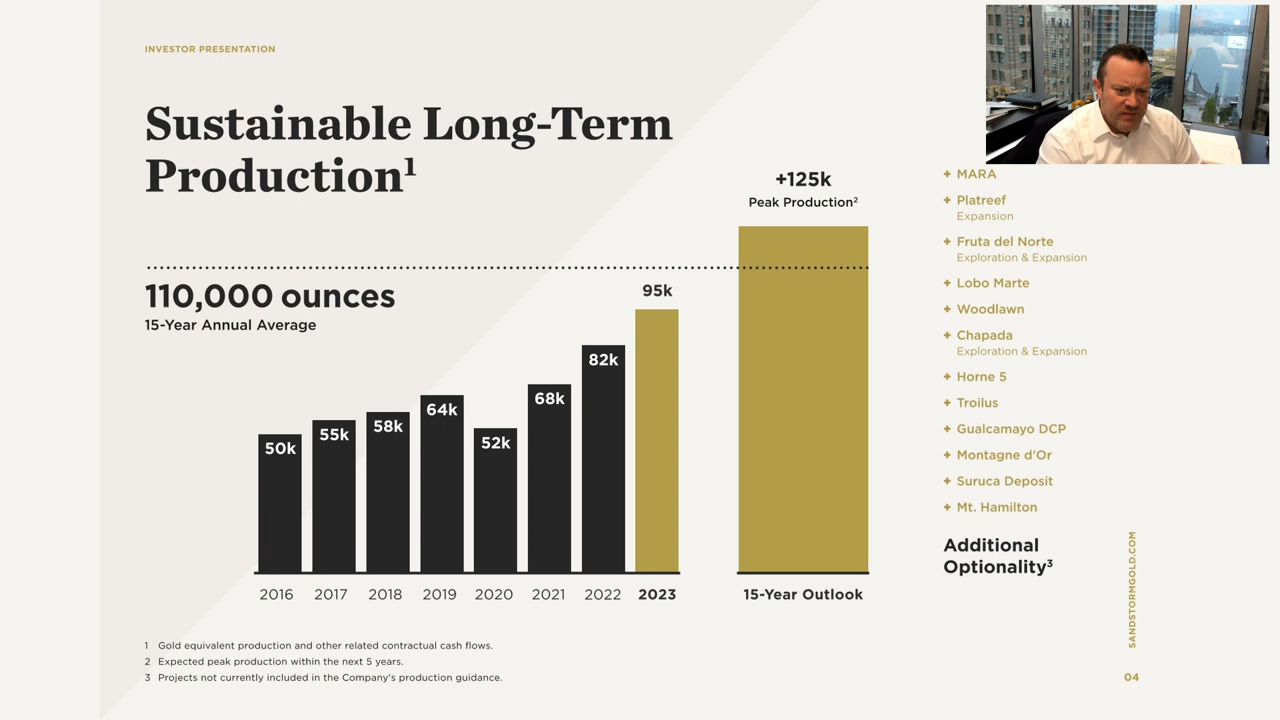 INVESTOR PRESENTATION
Sustainable Long-Term
Production¹
110,000 ounces
15-Year Annual Average
50k
55k
58k
64k
52k
68k
82k
95k
+125k
Peak Production²
2016
2017
2018
2019
2020
2021
2022
2023
15-Year Outlook
+ MARA
+ Platreef
Expansion
+ Fruta del Norte
Exploration & Expansion
+ Lobo Marte
+ Woodlawn
+ Chapada
Exploration & Expansion
+ Horne 5
+ Troilus
+ Gualcamayo DCP
+ Montagne d'Or
+ Suruca Deposit
+ Mt. Hamilton
Additional
Optionality³
SANDSTORMGOLD.COM
1 Gold equivalent production and other related contractual cash flows.
2 Expected peak production within the next 5 years.
3 Projects not currently included in the Company's production guidance.
04